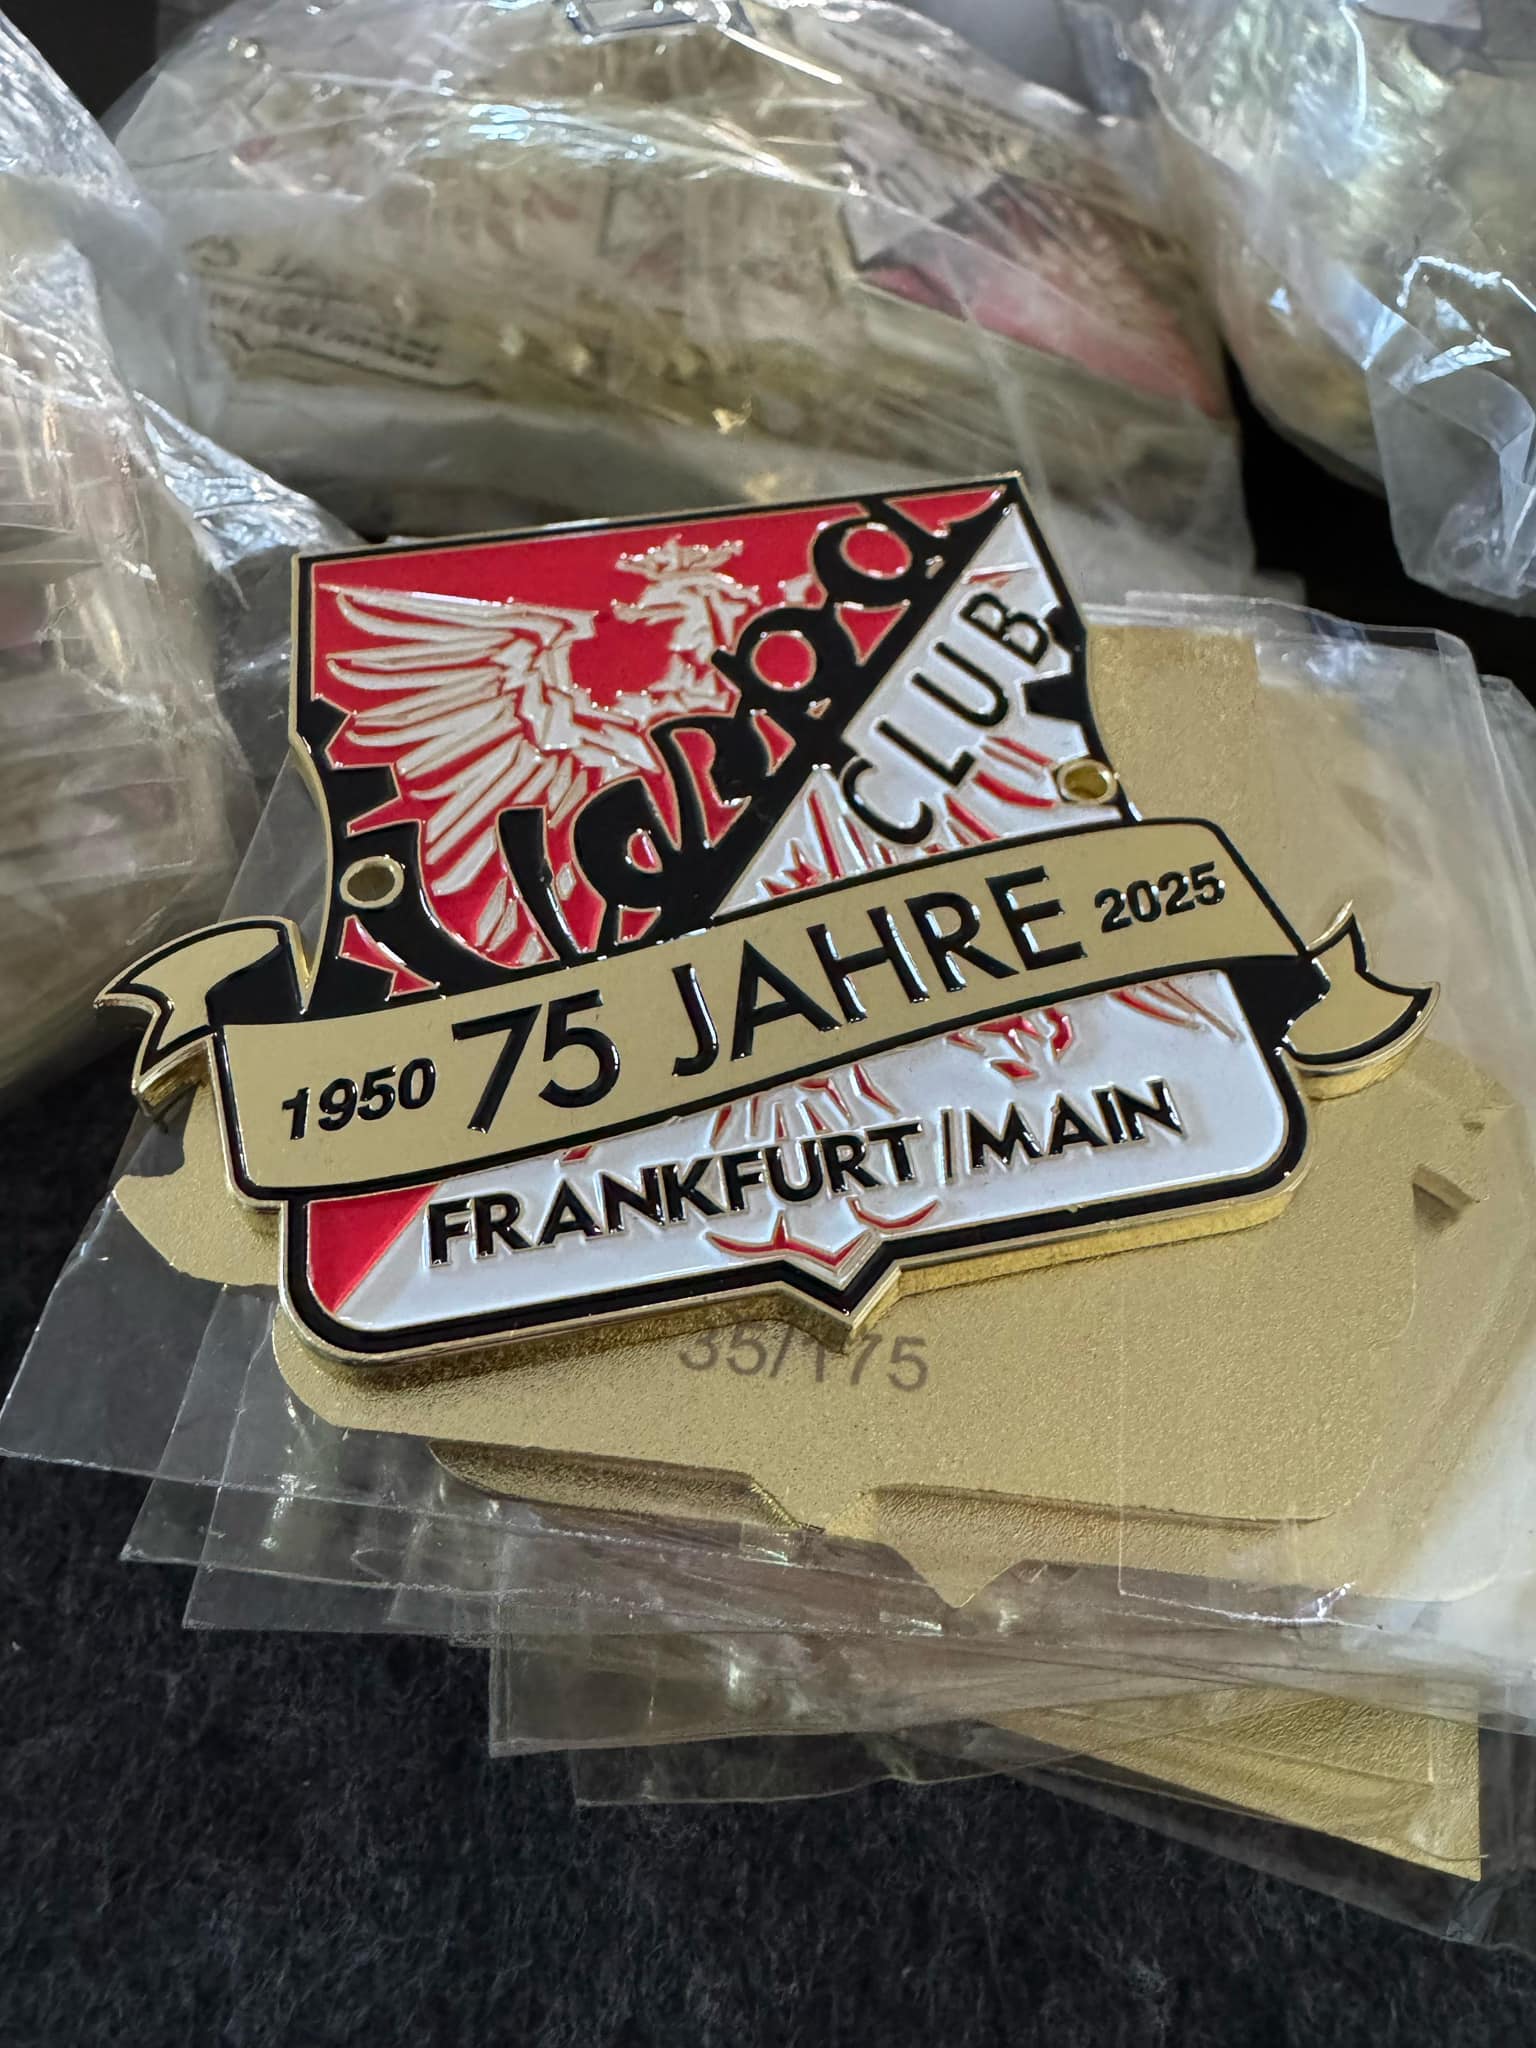 Vespa
CLUB
1950 75 JAHRE 2025
FRANKFURT/MAIN
35/175